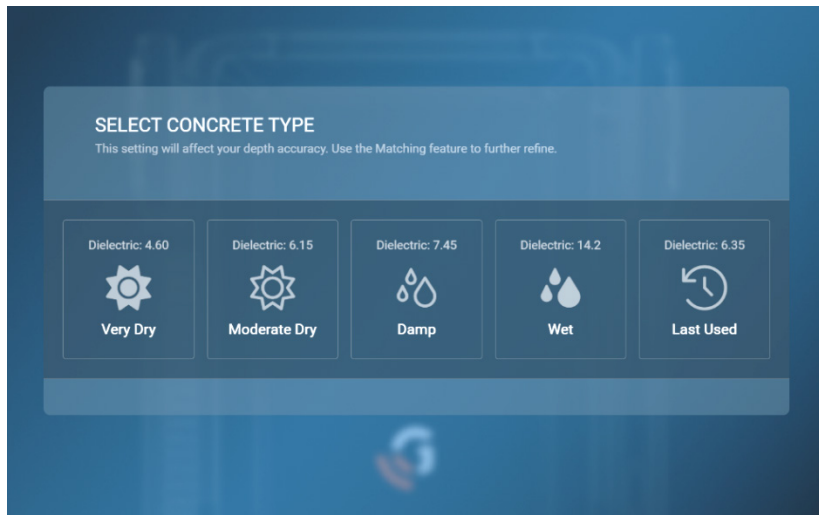 SELECT CONCRETE TYPE
This setting will affect your depth accuracy. Use the Matching feature to further refine.
Dielectric: 4.60
Very Dry
Dielectric: 6.15
Moderate Dry
Dielectric: 7.45
Damp
Dielectric: 14.2
Wet
Dielectric: 6.35
Last Used